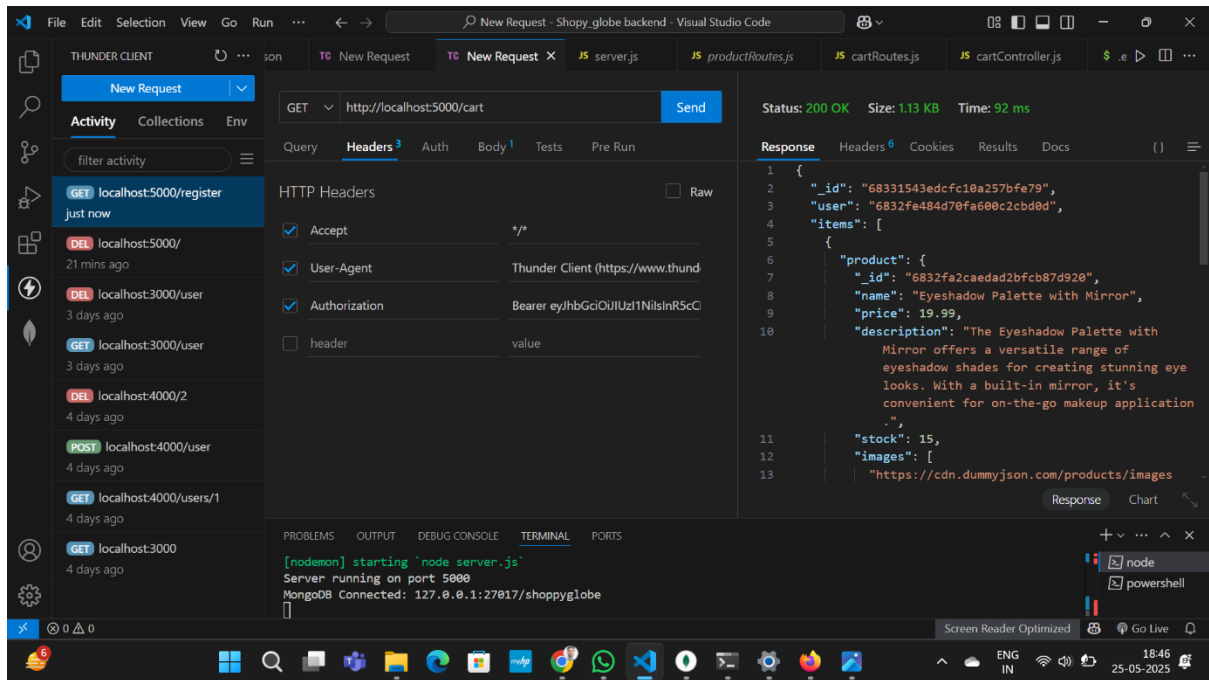 File Edit Selection View Go Run ··· New Request - Shopy_globe backend - Visual Studio Code
THUNDER CLIENT
son TC New Request TC New Request JS server.js JS productRoutes.js JS cartRoutes.js JS cartController.js $ .e
New Request
Activity Collections Env
filter activity
GET localhost:5000/register
just now
DEL localhost:5000/
21 mins ago
DEL localhost:3000/user
3 days ago
GET localhost:3000/user
3 days ago
DEL localhost:4000/2
4 days ago
POST localhost:4000/user
4 days ago
GET localhost:4000/users/1
4 days ago
GET localhost:3000
4 days ago
GET http://localhost:5000/cart Send
Query Headers 3 Auth Body 1 Tests Pre Run
HTTP Headers Raw
Accept */*
User-Agent Thunder Client (https://www.thund
Authorization Bearer
header value
Status: 200 OK Size: 1.13 KB Time: 92 ms
Response Headers 6 Cookies Results Docs {}
1 {
2 "_id": "68331543edcfc10a257bfe79",
3 "user": "6832fe484d70fa600c2cbd0d",
4 "items": [
5 {
6 "product": {
7 "_id": "6832fa2caedad2bfcb87d920",
8 "name": "Eyeshadow Palette with Mirror",
9 "price": 19.99,
10 "description": "The Eyeshadow Palette with
Mirror offers a versatile range of
eyeshadow shades for creating stunning eye
looks. With a built-in mirror, it's
convenient for on-the-go makeup application
.",
11 "stock": 15,
12 "images": [
13 "https://cdn.dummyjson.com/products/images
Response Chart
PROBLEMS OUTPUT DEBUG CONSOLE TERMINAL PORTS
[nodemon] starting `node server.js`
Server running on port 5000
MongoDB Connected: 127.0.0.1:27017/shoppyglobe
node
powershell
0 0 Screen Reader Optimized Go Live
6
myhp
ENG
IN
18:46
25-05-2025